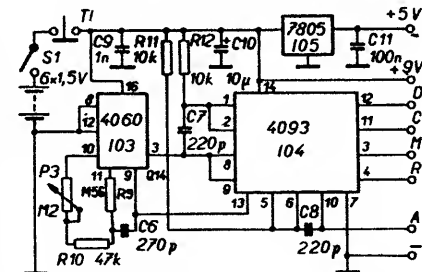 T1
S1
6×1,5V
C9
1n
R11
10k
R12
10k
C10
10µ
7805
105
C11
100n
+5V
+9V
16
8
12
4060
103
10
11
9
3
Q14
C7
220p
14
1
2
8
9
4093
104
12
11
3
4
D
C
M
R
13
5
6
10
7
C8
220p
A
P3
M2
M56
R9
C6
270p
R10
47k